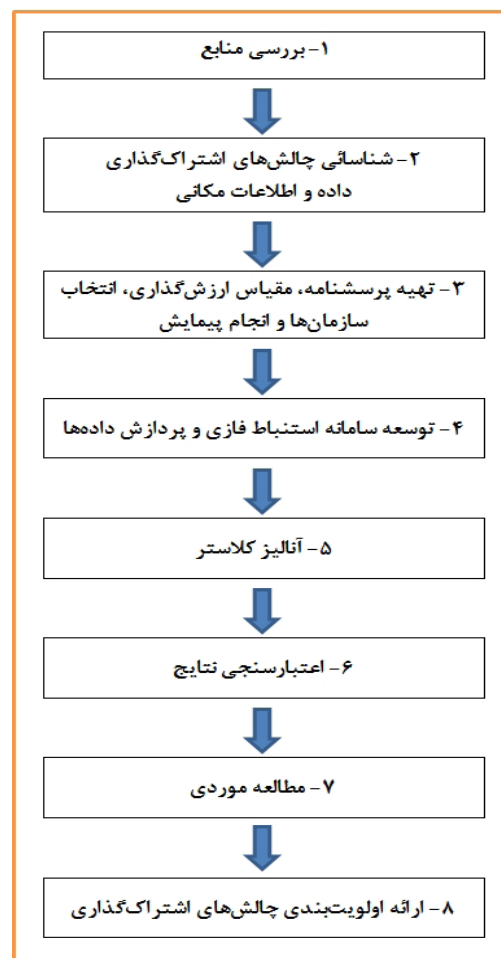 ۱- بررسی منابع
۲- شناسائی چالش‌های اشتراک‌گذاری
داده و اطلاعات مکانی
۳- تهیه پرسشنامه، مقیاس ارزش‌گذاری، انتخاب
سازمان‌ها و انجام پیمایش
۴- توسعه سامانه استنباط فازی و پردازش داده‌ها
۵- آنالیز کلاستر
۶- اعتبارسنجی نتایج
۷- مطالعه موردی
۸- ارائه اولویت‌بندی چالش‌های اشتراک‌گذاری